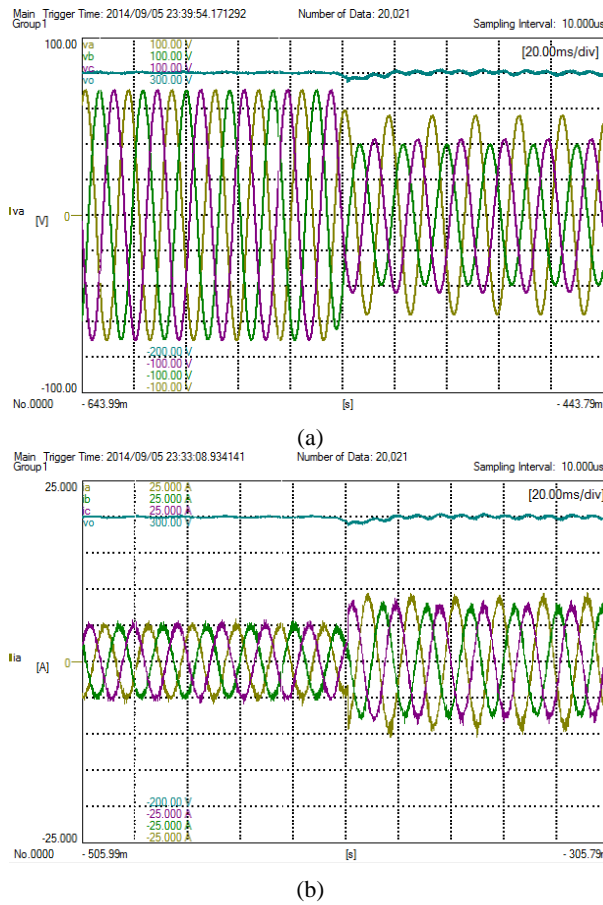 Main Trigger Time: 2014/09/05 23:39:54.171292 Number of Data: 20,021
Group1 Sampling Interval: 10.000us
100.00 va 100.00 V [20.00ms/div]
vb 100.00 V
vc 100.00 V
vo 300.00 V
va [V] 0
-200.00 V
-100.00 V
-100.00 V
-100.00 -100.00 V
No.0000 - 643.99m [s] - 443.79m
(a)
Main Trigger Time: 2014/09/05 23:33:08.934141 Number of Data: 20,021
Group1 Sampling Interval: 10.000us
25.000 ia 25.000 A [20.00ms/div]
ib 25.000 A
ic 25.000 A
vo 300.00 V
ia [A] 0
-200.00 V
-25.000 A
-25.000 A
-25.000 -25.000 A
No.0000 - 505.99m [s] - 305.79m
(b)